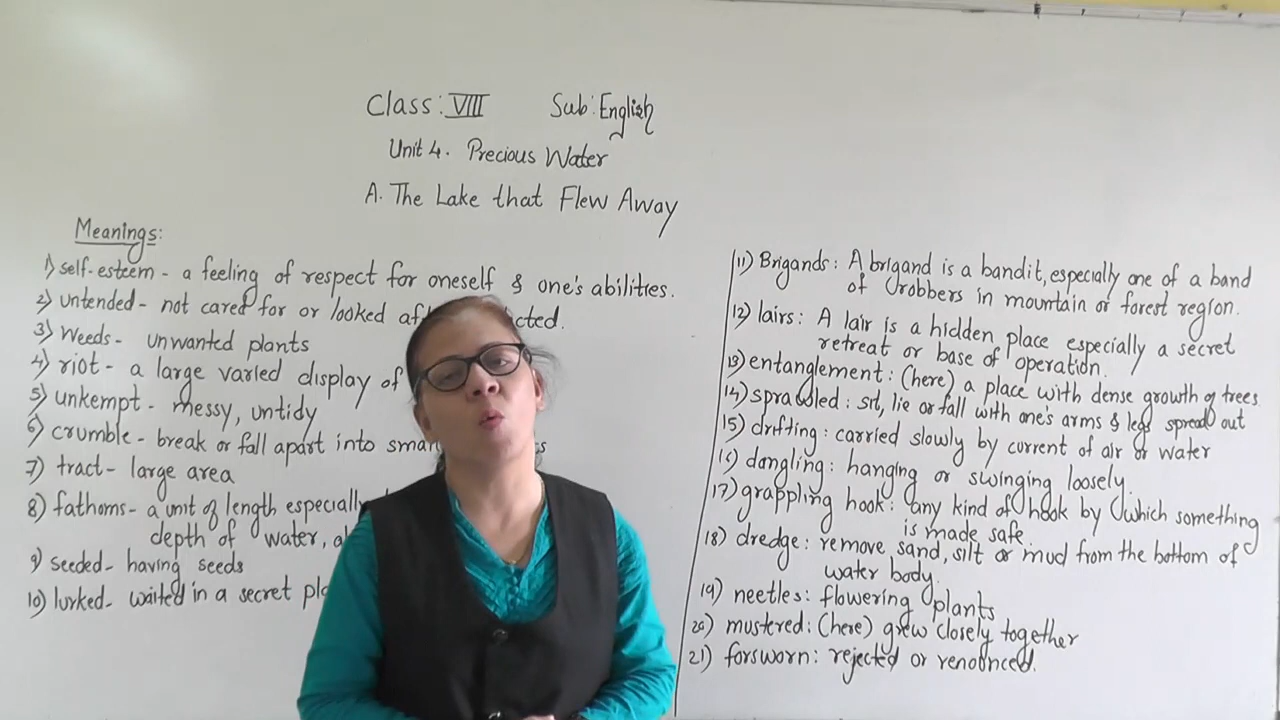 Class: VIII Sub: English
Unit 4. Precious Water
A. The Lake that Flew Away
Meanings:
1) self-esteem - a feeling of respect for oneself & one's abilities.
2) untended - not cared for or looked
3) Weeds - unwanted plants
4) riot - a large varied display of
5) unkempt - messy, untidy
6) crumble - break or fall apart into
7) tract - large area
8) fathoms - a unit of length especially
depth of water,
9) seeded - having seeds
10) lurked - waited in a secret
11) Brigands: A brigand is a bandit, especially one of a band
of robbers in mountain or forest region.
12) lairs: A lair is a hidden place especially a secret
retreat or base of operation.
13) entanglement: (here) a place with dense growth of trees
14) sprawled: sit, lie or fall with one's arms & legs spread out
15) drifting: carried slowly by current of air or water
16) dangling: hanging or swinging loosely.
17) grappling hook: any kind of hook by which something
is made safe.
18) dredge: remove sand, silt or mud from the bottom of
water body.
19) neetles: flowering plants
20) mustered: (here) grew closely together
21) forsworn: rejected or renounced.